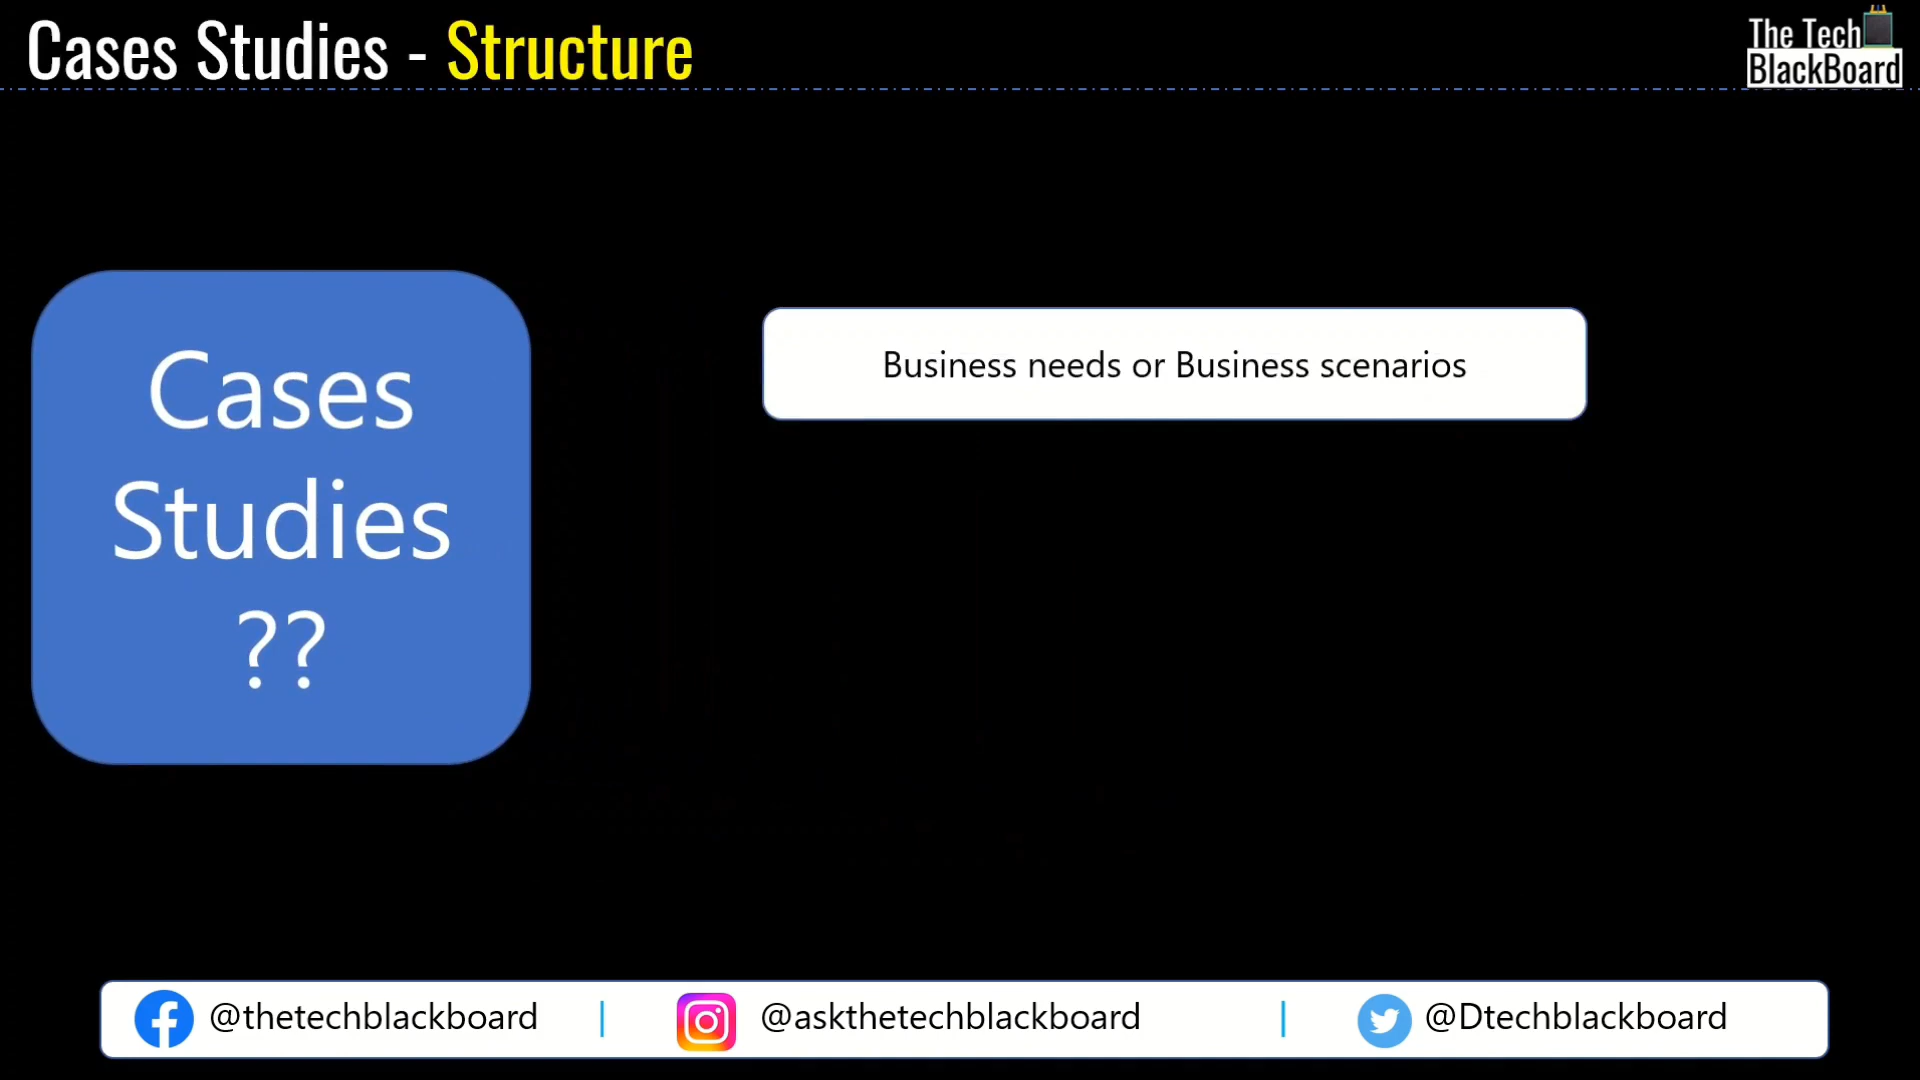 Cases Studies - Structure
The Tech
BlackBoard
Cases
Studies
??
Business needs or Business scenarios
@thetechblackboard | @askthetechblackboard | @Dtechblackboard